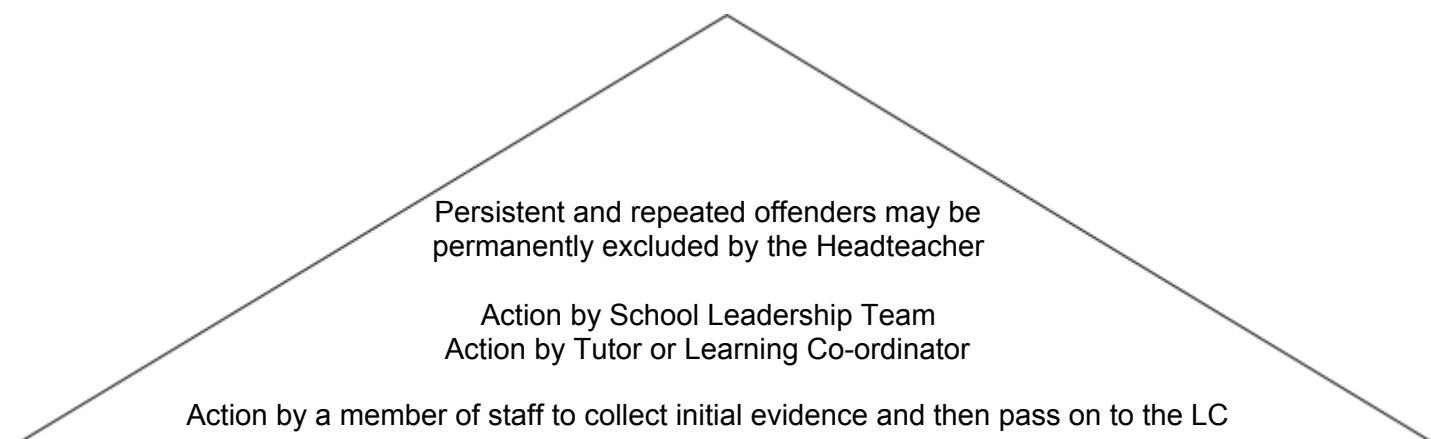 Persistent and repeated offenders may be
permanently excluded by the Headteacher
Action by School Leadership Team
Action by Tutor or Learning Co-ordinator
Action by a member of staff to collect initial evidence and then pass on to the LC